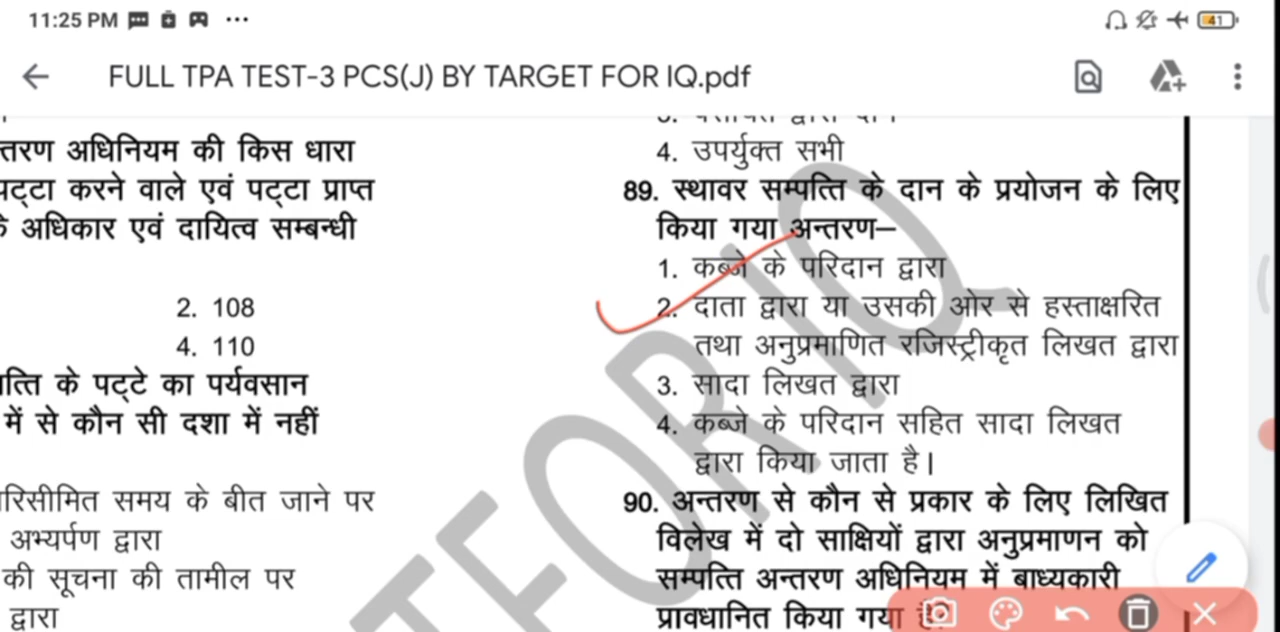 11:25 PM
41
FULL TPA TEST-3 PCS(J) BY TARGET FOR IQ.pdf
तरण अधिनियम की किस धारा
पट्टा करने वाले एवं पट्टा प्राप्त
के अधिकार एवं दायित्व सम्बन्धी
2. 108
4. 110
त्ति के पट्टे का पर्यवसान
में से कौन सी दशा में नहीं
रिसीमित समय के बीत जाने पर
अभ्यर्पण द्वारा
की सूचना की तामील पर
द्वारा
4. उपर्युक्त सभी
89. स्थावर सम्पत्ति के दान के प्रयोजन के लिए
किया गया अन्तरण–
1. कब्जे के परिदान द्वारा
2. दाता द्वारा या उसकी ओर से हस्ताक्षरित
तथा अनुप्रमाणित रजिस्ट्रीकृत लिखत द्वारा
3. सादा लिखत द्वारा
4. कब्जे के परिदान सहित सादा लिखत
द्वारा किया जाता है।
90. अन्तरण से कौन से प्रकार के लिए लिखित
विलेख में दो साक्षियों द्वारा अनुप्रमाणन को
सम्पत्ति अन्तरण अधिनियम में बाध्यकारी
प्रावधानित किया गया है?
TFOR IQ